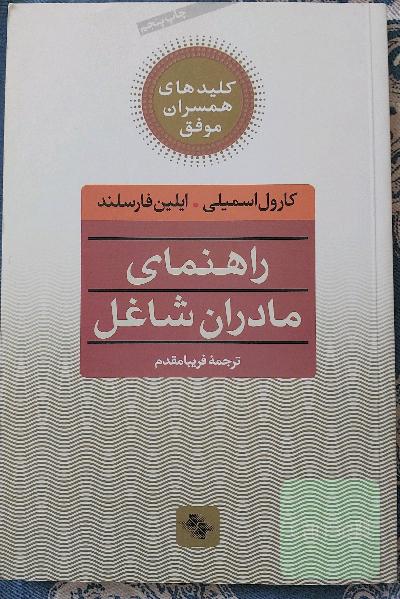 چاپ پنجم
کلیدهای
همسران
موفق
کارول اسمیلی . ایلین فارسلند
راهنمای
مادران شاغل
ترجمهٔ فریبا مقدم